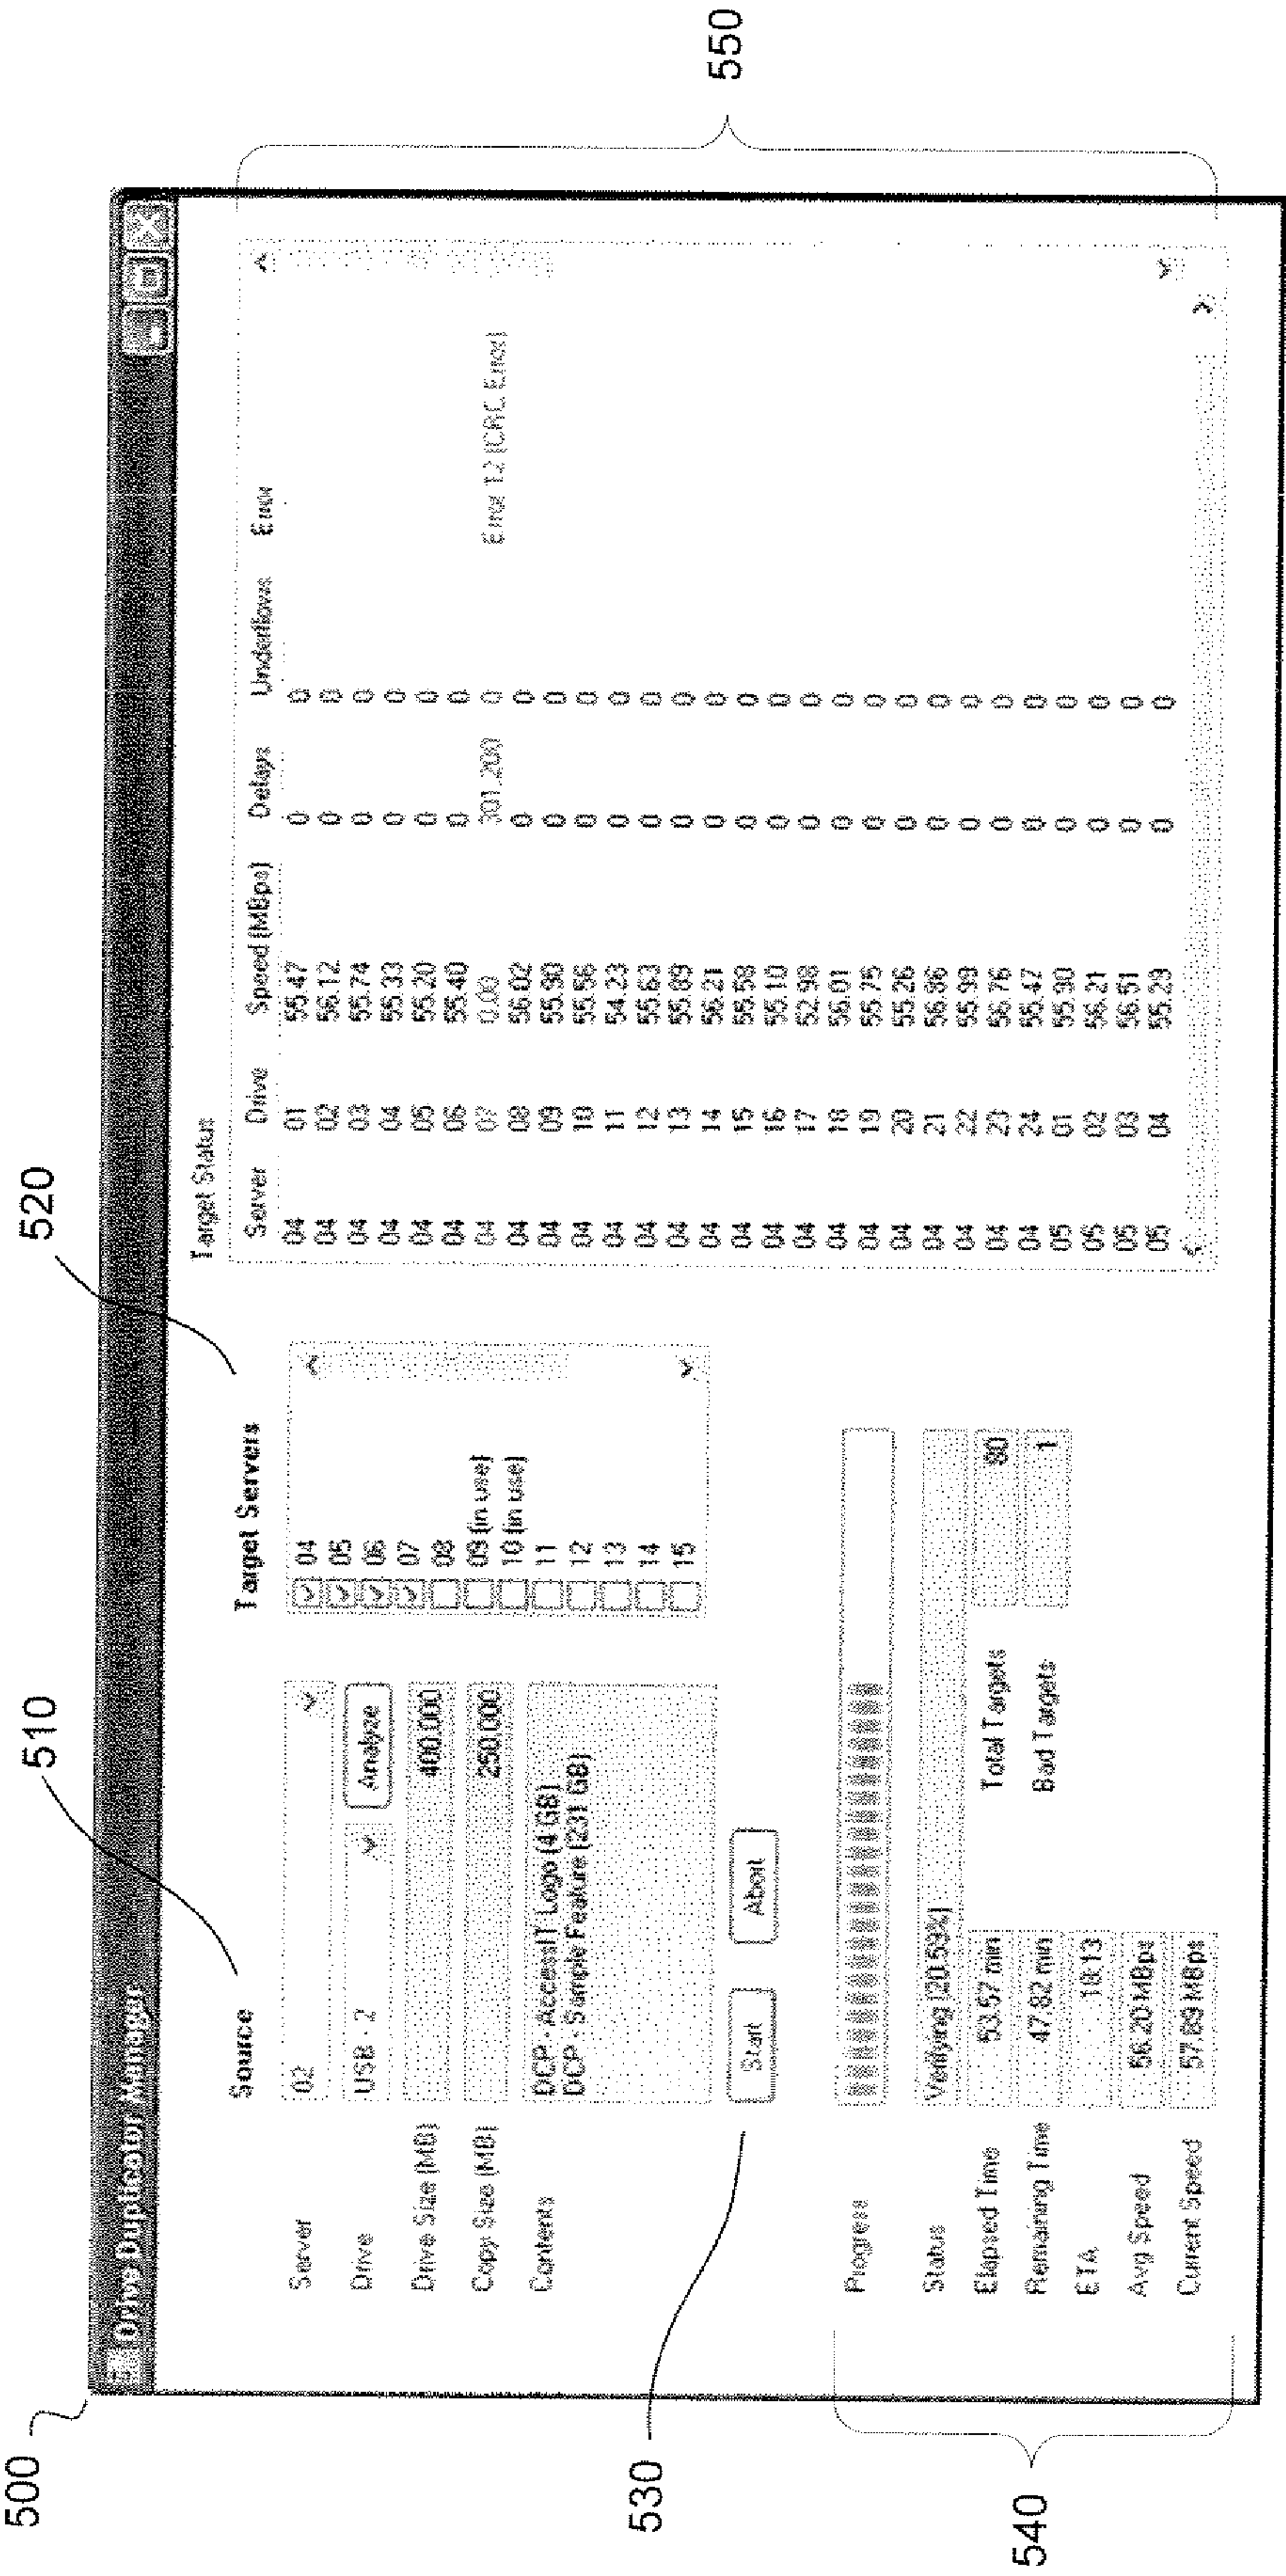 500
510
520
530
540
550
Drive Duplicator Manager
Source
Server 02
Drive USB - 2 Analyze
Drive Size (MB) 400,000
Copy Size (MB) 250,000
Contents
DCP - AccessIT Logo (4 GB)
DCP - Sample Feature (231 GB)
Start Abort
Target Servers
04
05
06
07
08
09 (in use)
10 (in use)
11
12
13
14
15
Progress
Status Verifying (20.59%)
Elapsed Time 50.57 min Total Targets 80
Remaining Time 47.82 min Bad Targets 1
ETA 18:13
Avg Speed 56.20 MBps
Current Speed 57.89 MBps
Target Status
Server Drive Speed (MBps) Delays Underflows Error
04 01 55.47 0 0
04 02 56.12 0 0
04 03 55.74 0 0
04 04 55.33 0 0
04 05 55.20 0 0
04 06 55.40 0 0
04 07 0.00 301,200 0 Error 12 (CRC Error)
04 08 56.02 0 0
04 09 55.90 0 0
04 10 55.56 0 0
04 11 54.23 0 0
04 12 55.63 0 0
04 13 55.89 0 0
04 14 56.21 0 0
04 15 55.58 0 0
04 16 55.10 0 0
04 17 52.98 0 0
04 18 56.01 0 0
04 19 55.75 0 0
04 20 55.26 0 0
04 21 56.96 0 0
04 22 55.99 0 0
04 23 56.76 0 0
04 24 55.47 0 0
05 01 55.90 0 0
05 02 56.21 0 0
05 03 56.51 0 0
05 04 55.29 0 0